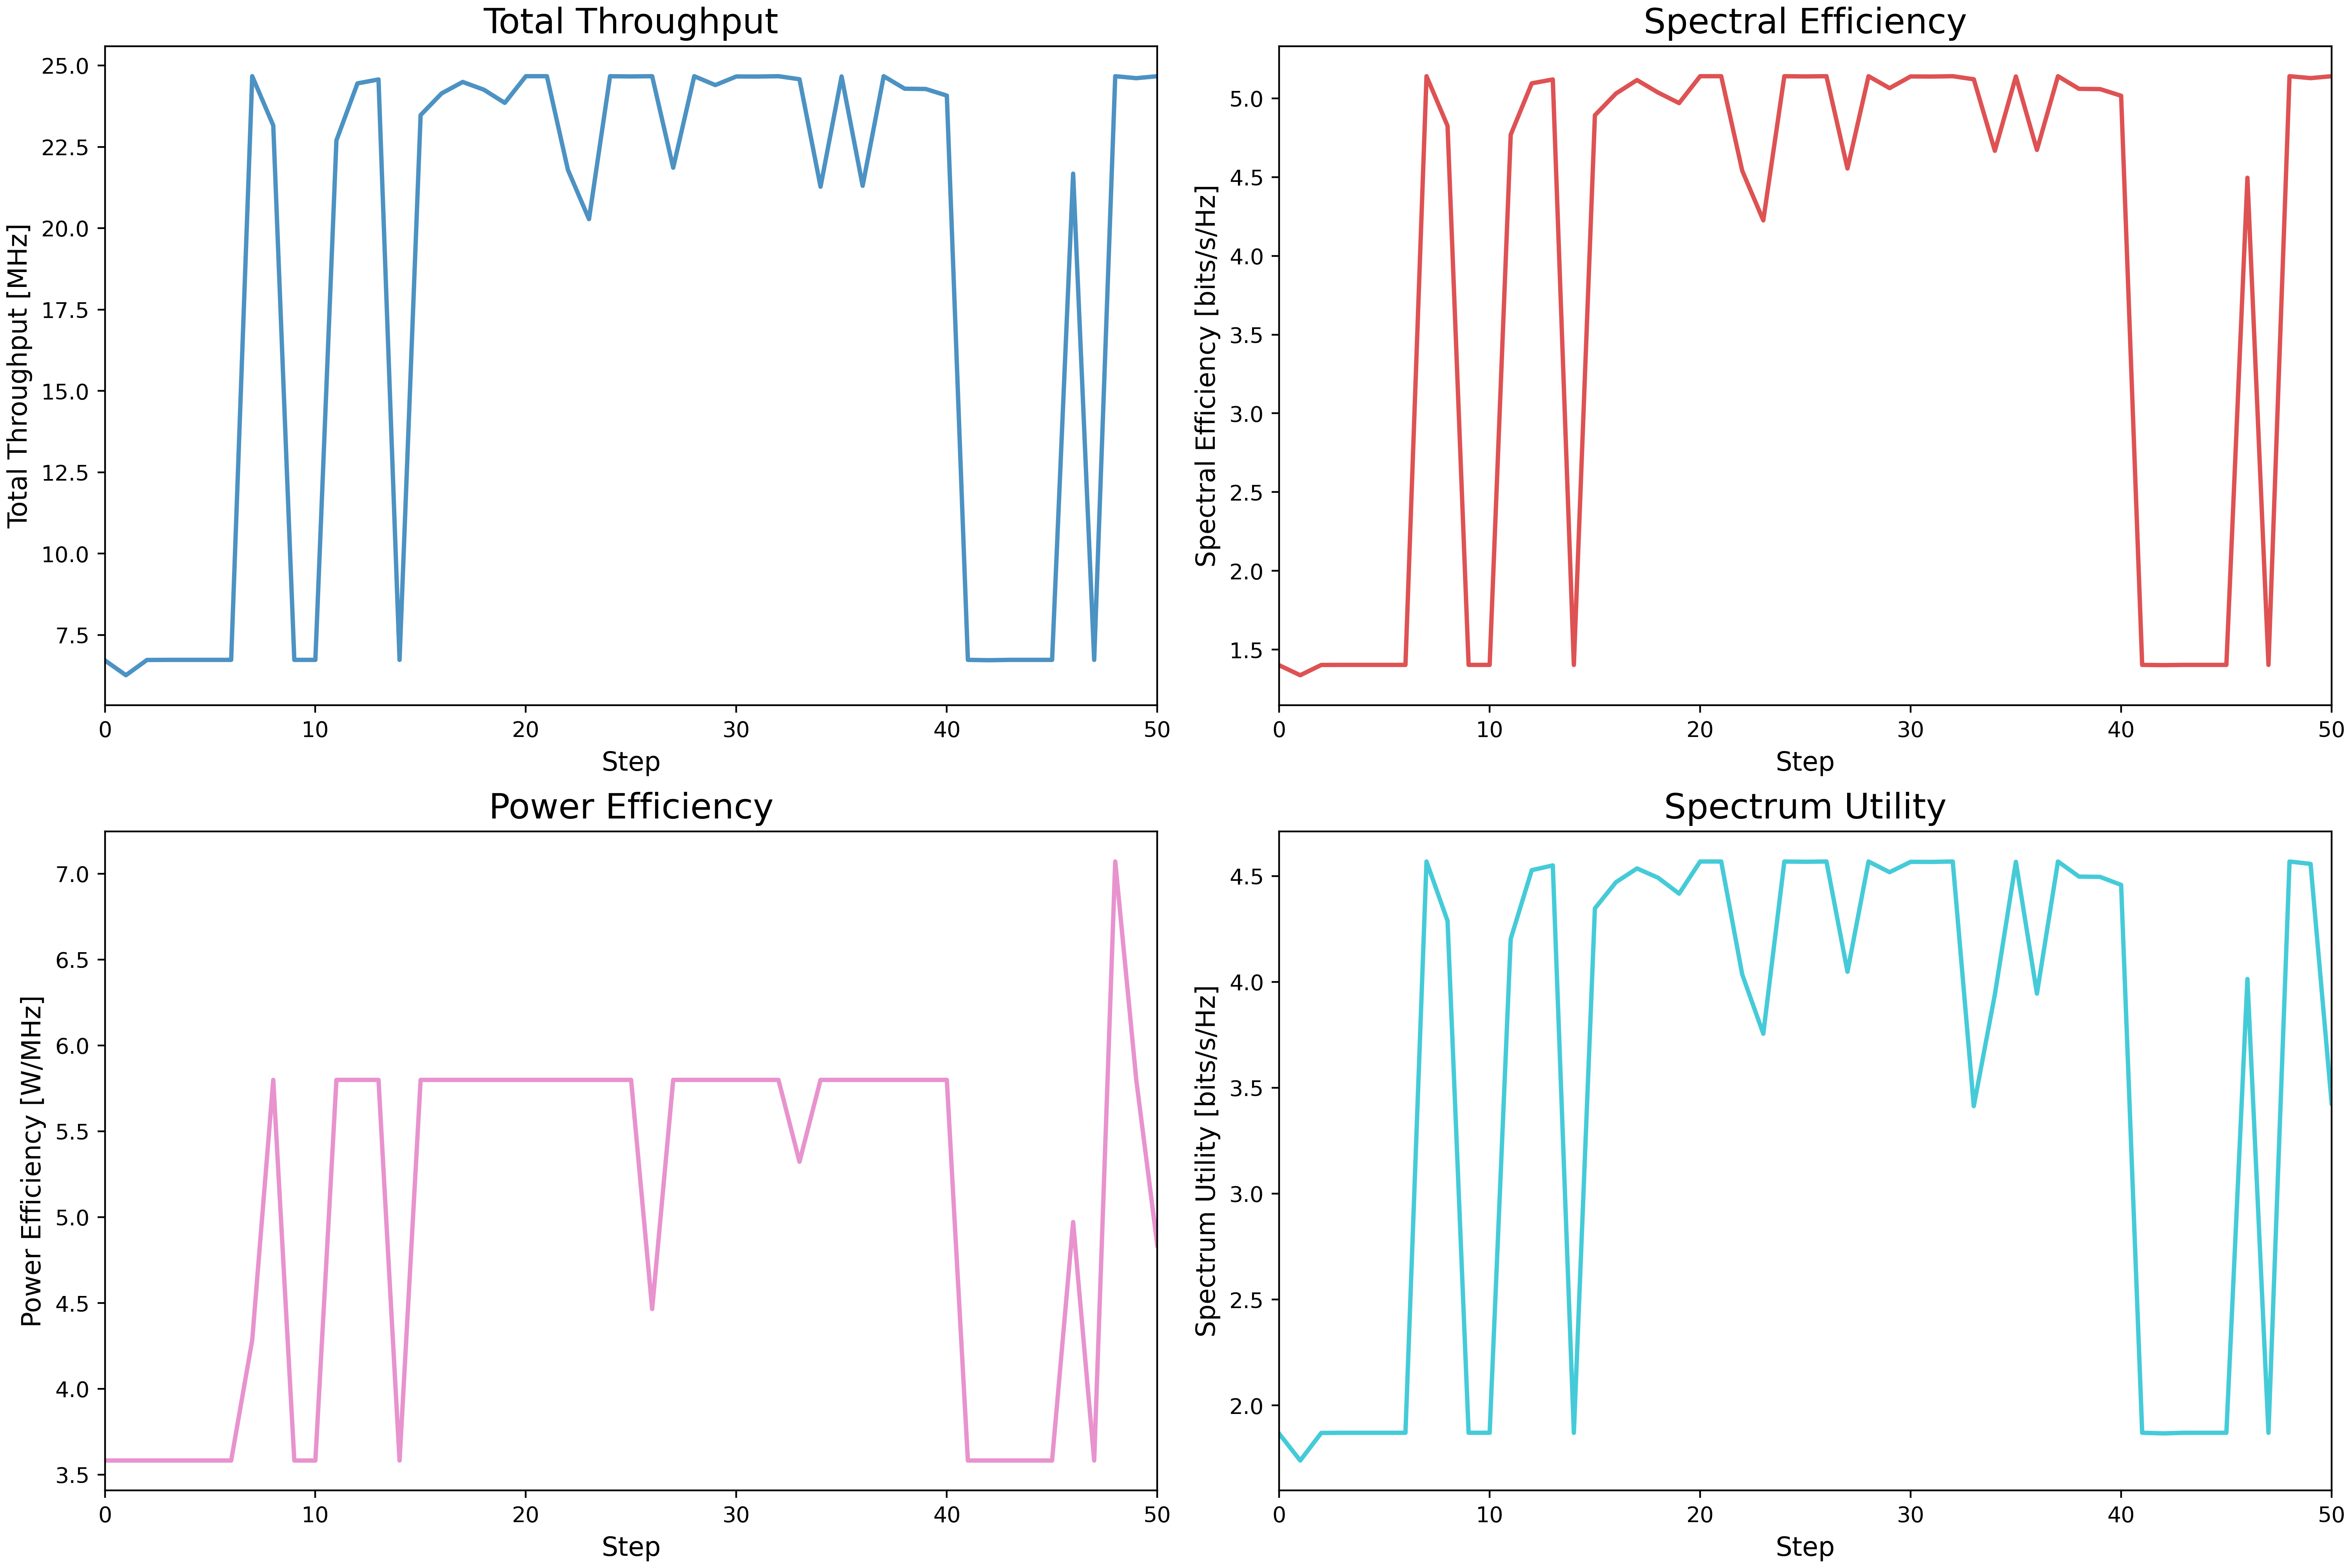 Total Throughput
Total Throughput [MHz]
25.0
22.5
20.0
17.5
15.0
12.5
10.0
7.5
0 10 20 30 40 50
Step
Spectral Efficiency
Spectral Efficiency [bits/s/Hz]
5.0
4.5
4.0
3.5
3.0
2.5
2.0
1.5
0 10 20 30 40 50
Step
Power Efficiency
Power Efficiency [W/MHz]
7.0
6.5
6.0
5.5
5.0
4.5
4.0
3.5
0 10 20 30 40 50
Step
Spectrum Utility
Spectrum Utility [bits/s/Hz]
4.5
4.0
3.5
3.0
2.5
2.0
0 10 20 30 40 50
Step